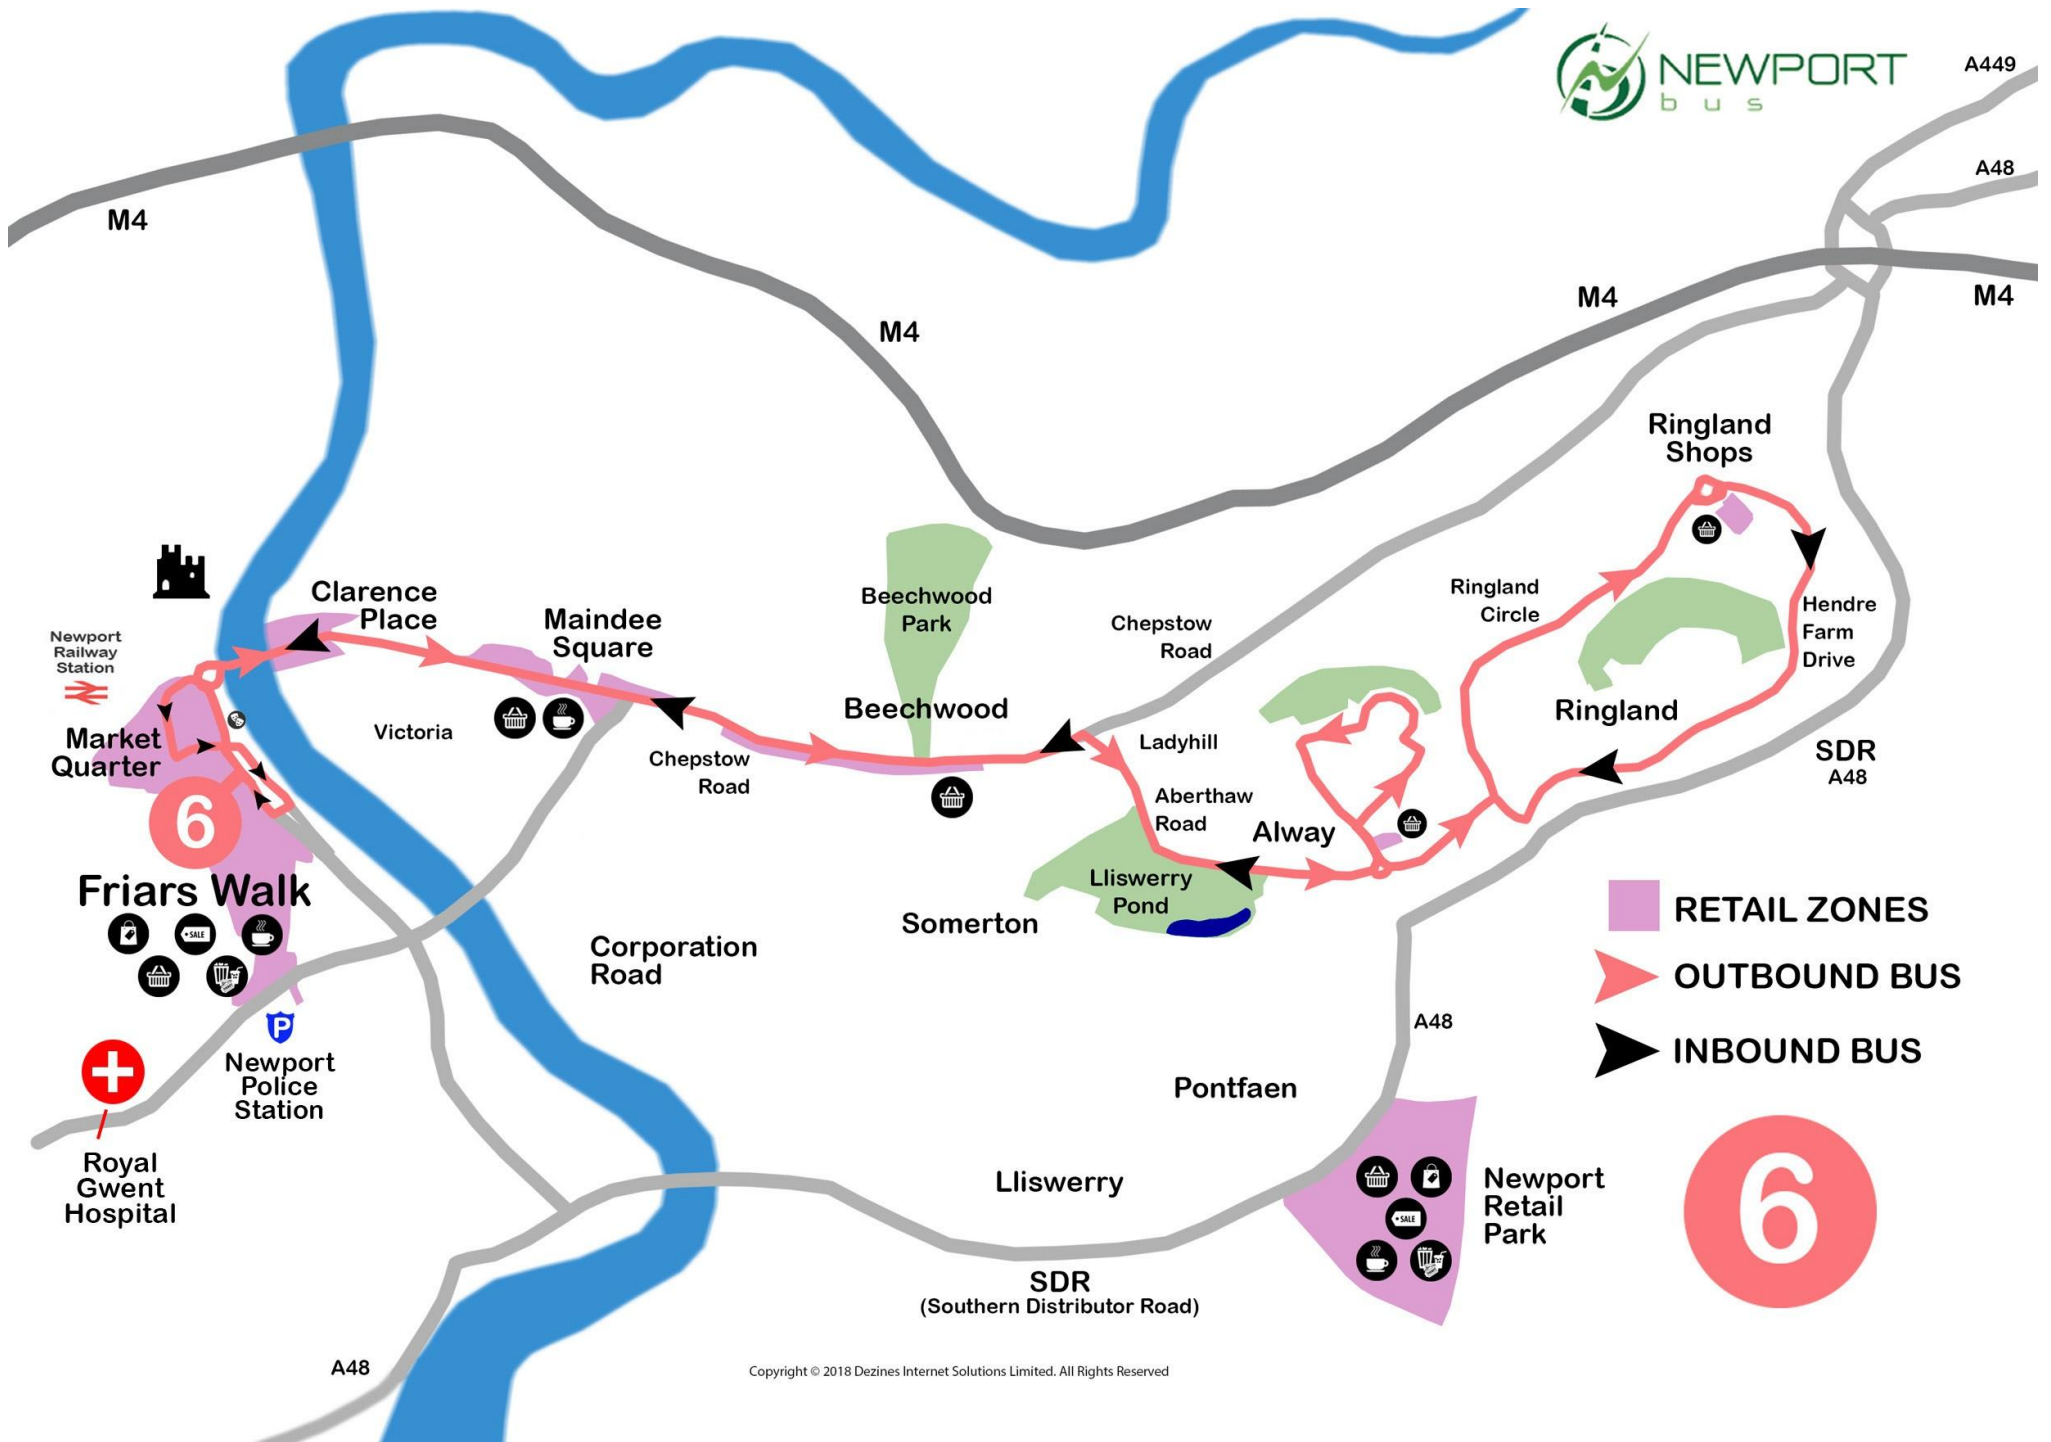 NEWPORT
bus
A449
A48
M4
M4
M4
M4
Ringland
Shops
Clarence
Place
Maindee
Square
Beechwood
Park
Chepstow
Road
Ringland
Circle
Hendre
Farm
Drive
Newport
Railway
Station
Market
Quarter
Victoria
Chepstow
Road
Beechwood
Ladyhill
Aberthaw
Road
Alway
Ringland
SDR
A48
6
Friars Walk
SALE
Lliswerry
Pond
Somerton
Corporation
Road
RETAIL ZONES
OUTBOUND BUS
INBOUND BUS
A48
P
Newport
Police
Station
Royal
Gwent
Hospital
Pontfaen
Lliswerry
SALE
Newport
Retail
Park
6
SDR
(Southern Distributor Road)
A48
Copyright © 2018 Dezines Internet Solutions Limited. All Rights Reserved